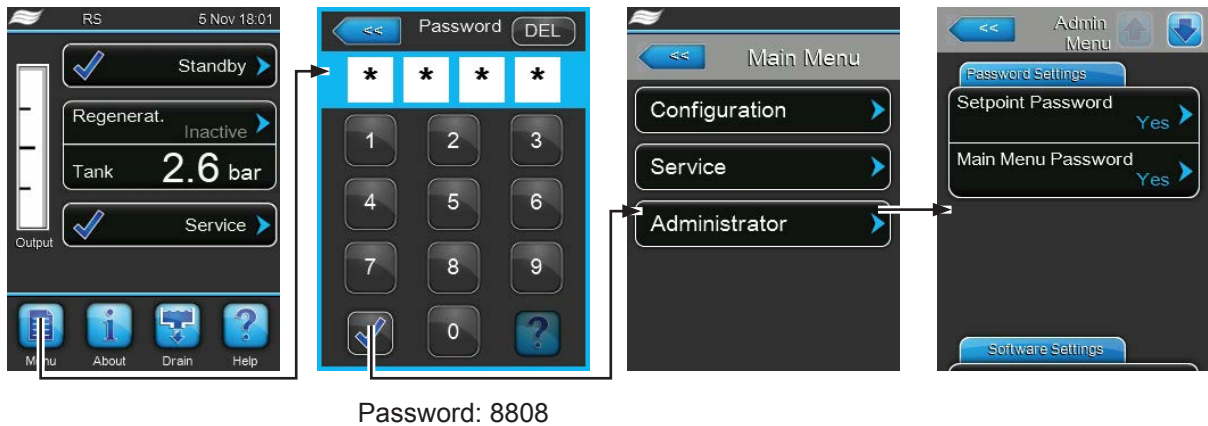 RS 5 Nov 18:01
Standby
Regenerat.
Inactive
Tank 2.6 bar
Service
Output
Menu About Drain Help
<< Password DEL
* * * *
1 2 3
4 5 6
7 8 9
0 ?
Password: 8808
<< Main Menu
Configuration
Service
Administrator
<< Admin
Menu
Password Settings
Setpoint Password
Yes
Main Menu Password
Yes
Software Settings